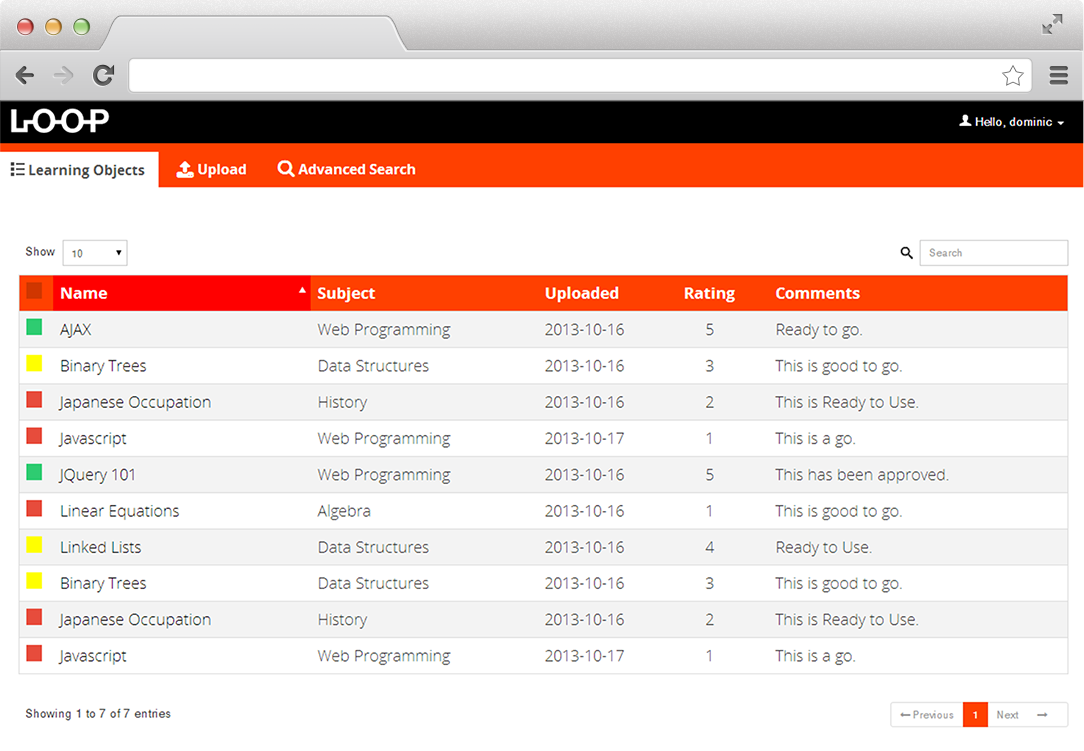 LOOP
Hello, dominic
Learning Objects Upload Advanced Search
Show 10 Search
Name Subject Uploaded Rating Comments
AJAX Web Programming 2013-10-16 5 Ready to go.
Binary Trees Data Structures 2013-10-16 3 This is good to go.
Japanese Occupation History 2013-10-16 2 This is Ready to Use.
Javascript Web Programming 2013-10-17 1 This is a go.
JQuery 101 Web Programming 2013-10-16 5 This has been approved.
Linear Equations Algebra 2013-10-16 1 This is good to go.
Linked Lists Data Structures 2013-10-16 4 Ready to Use.
Binary Trees Data Structures 2013-10-16 3 This is good to go.
Japanese Occupation History 2013-10-16 2 This is Ready to Use.
Javascript Web Programming 2013-10-17 1 This is a go.
Showing 1 to 7 of 7 entries ←Previous 1 Next →